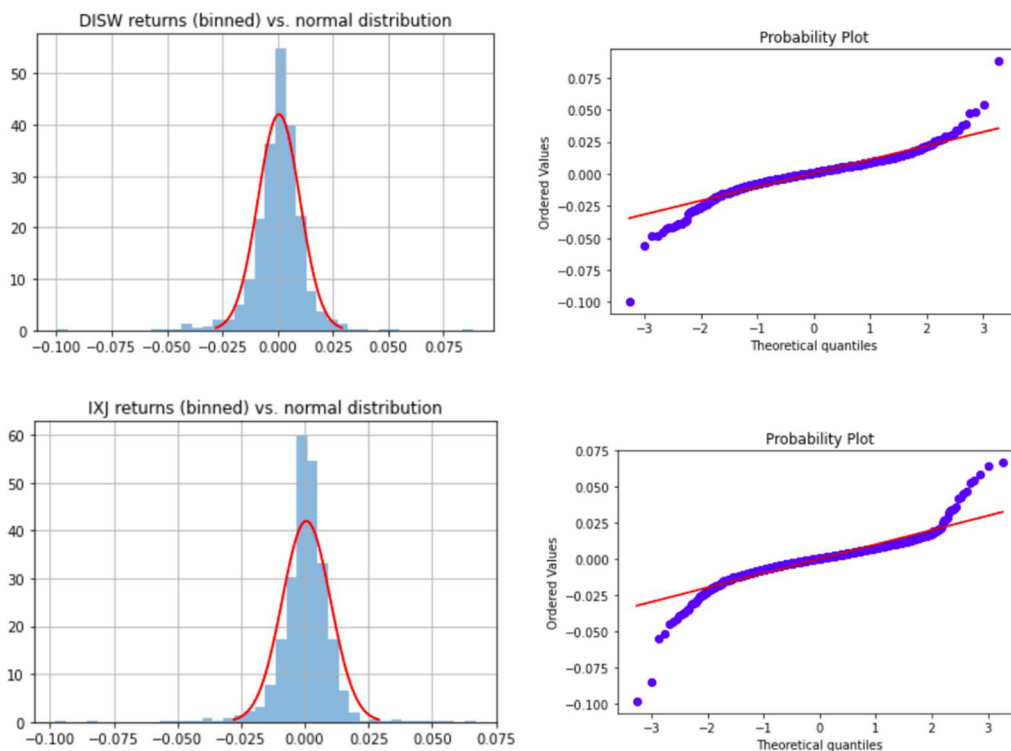 DISW returns (binned) vs. normal distribution
50
40
30
20
10
0
−0.100 −0.075 −0.050 −0.025 0.000 0.025 0.050 0.075
Probability Plot
Ordered Values
0.075
0.050
0.025
0.000
−0.025
−0.050
−0.075
−0.100
−3 −2 −1 0 1 2 3
Theoretical quantiles
IXJ returns (binned) vs. normal distribution
60
50
40
30
20
10
0
−0.100 −0.075 −0.050 −0.025 0.000 0.025 0.050 0.075
Probability Plot
Ordered Values
0.075
0.050
0.025
0.000
−0.025
−0.050
−0.075
−0.100
−3 −2 −1 0 1 2 3
Theoretical quantiles